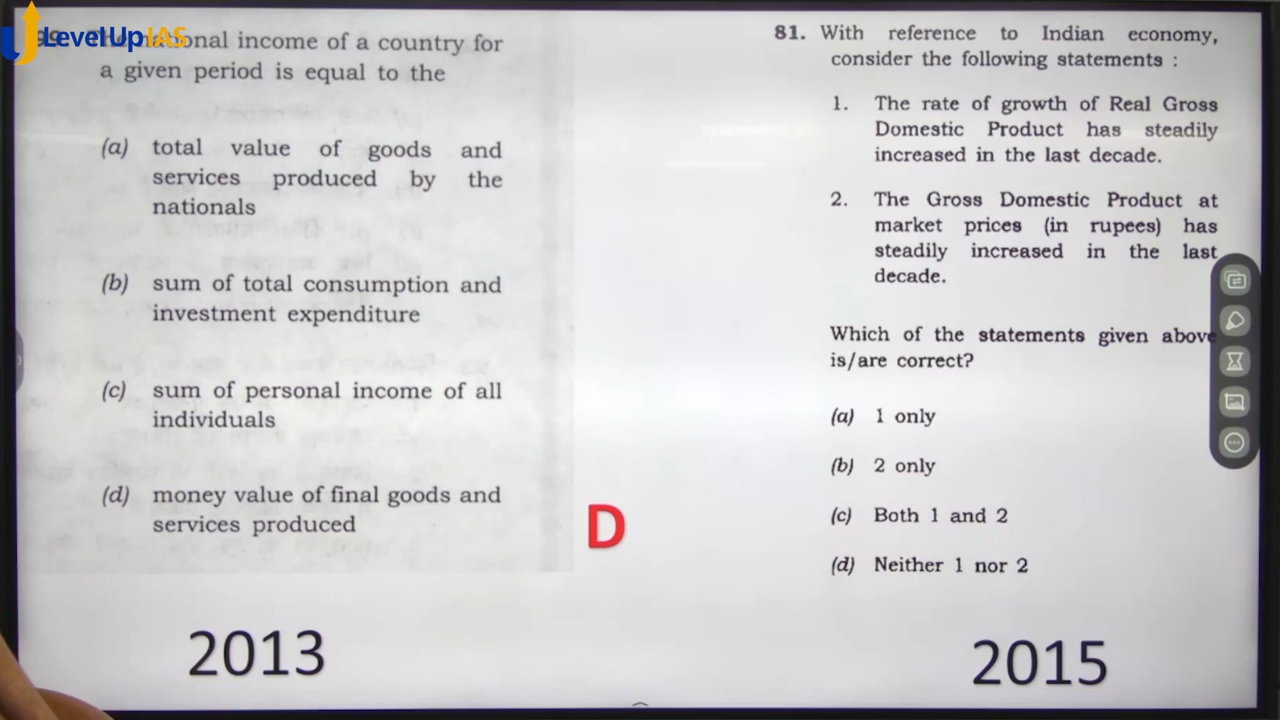 LevelUp IAS
national income of a country for
a given period is equal to the
(a) total value of goods and
services produced by the
nationals
(b) sum of total consumption and
investment expenditure
(c) sum of personal income of all
individuals
(d) money value of final goods and
services produced
D
2013
81. With reference to Indian economy,
consider the following statements :
1. The rate of growth of Real Gross
Domestic Product has steadily
increased in the last decade.
2. The Gross Domestic Product at
market prices (in rupees) has
steadily increased in the last
decade.
Which of the statements given above
is/are correct?
(a) 1 only
(b) 2 only
(c) Both 1 and 2
(d) Neither 1 nor 2
2015